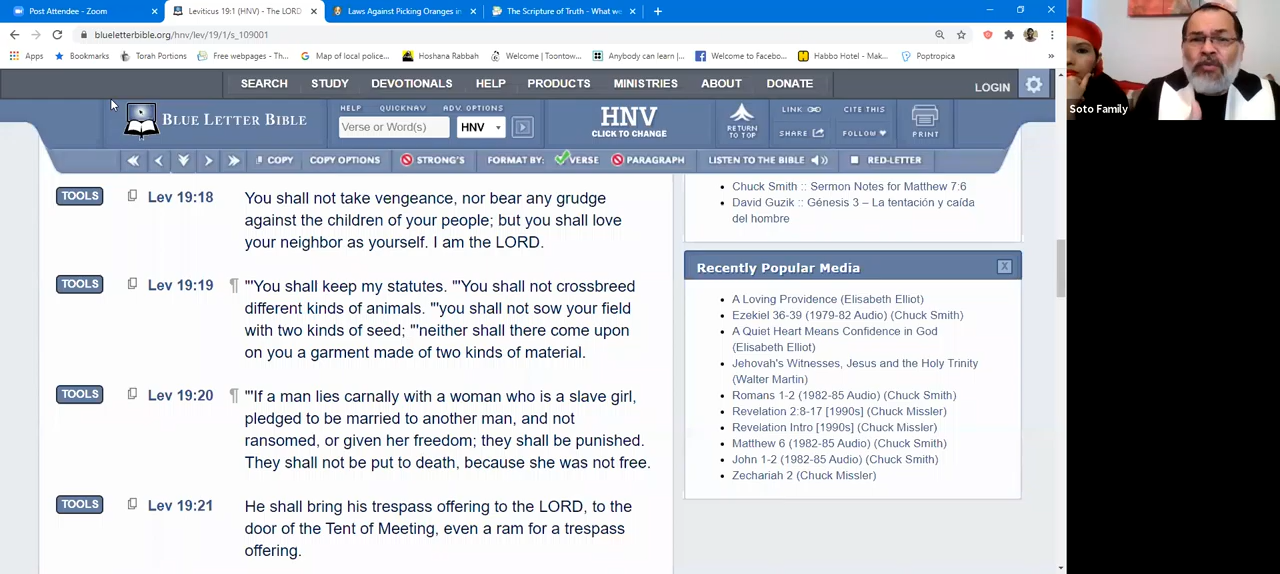 Post Attendee - Zoom
Leviticus 19:1 (HNV) - The LORD
Laws Against Picking Oranges in
The Scripture of Truth - What we
blueletterbible.org/hnv/lev/19/1/s_109001
Apps
Bookmarks
Torah Portions
Free webpages - Th...
Google
Map of local police...
Hoshana Rabbah
Welcome|Toontow...
Anybody can learn |...
Welcome to Facebo...
Habbo Hotel - Mak...
Poptropica
SEARCH STUDY DEVOTIONALS HELP PRODUCTS MINISTRIES ABOUT DONATE
LOGIN
BLUE LETTER BIBLE
HELP QUICKNAV ADV. OPTIONS
Verse or Word(s)
HNV
HNV
CLICK TO CHANGE
RETURN
TO TOP
LINK
CITE THIS
SHARE
FOLLOW
PRINT
COPY COPY OPTIONS STRONG'S FORMAT BY: VERSE PARAGRAPH LISTEN TO THE BIBLE RED-LETTER
Soto Family
TOOLS Lev 19:18 You shall not take vengeance, nor bear any grudge
against the children of your people; but you shall love
your neighbor as yourself. I am the LORD.
TOOLS Lev 19:19 ¶ "'You shall keep my statutes. "'You shall not crossbreed
different kinds of animals. "'you shall not sow your field
with two kinds of seed; "'neither shall there come upon
on you a garment made of two kinds of material.
TOOLS Lev 19:20 ¶ "'If a man lies carnally with a woman who is a slave girl,
pledged to be married to another man, and not
ransomed, or given her freedom; they shall be punished.
They shall not be put to death, because she was not free.
TOOLS Lev 19:21 He shall bring his trespass offering to the LORD, to the
door of the Tent of Meeting, even a ram for a trespass
offering.
Chuck Smith :: Sermon Notes for Matthew 7:6
David Guzik :: Génesis 3 – La tentación y caída
del hombre
Recently Popular Media
X
A Loving Providence (Elisabeth Elliot)
Ezekiel 36-39 (1979-82 Audio) (Chuck Smith)
A Quiet Heart Means Confidence in God
(Elisabeth Elliot)
Jehovah's Witnesses, Jesus and the Holy Trinity
(Walter Martin)
Romans 1-2 (1982-85 Audio) (Chuck Smith)
Revelation 2:8-17 [1990s] (Chuck Missler)
Revelation Intro [1990s] (Chuck Missler)
Matthew 6 (1982-85 Audio) (Chuck Smith)
John 1-2 (1982-85 Audio) (Chuck Smith)
Zechariah 2 (Chuck Missler)